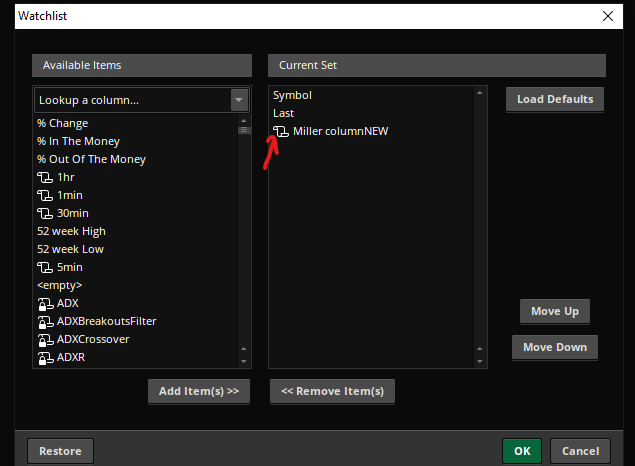 Watchlist
Available Items
Current Set
Lookup a column...
% Change
% In The Money
% Out Of The Money
1hr
1min
30min
52 week High
52 week Low
5min
<empty>
ADX
ADXBreakoutsFilter
ADXCrossover
ADXR
Symbol
Last
Miller columnNEW
Load Defaults
Move Up
Move Down
Add Item(s) >>
<< Remove Item(s)
Restore
OK
Cancel